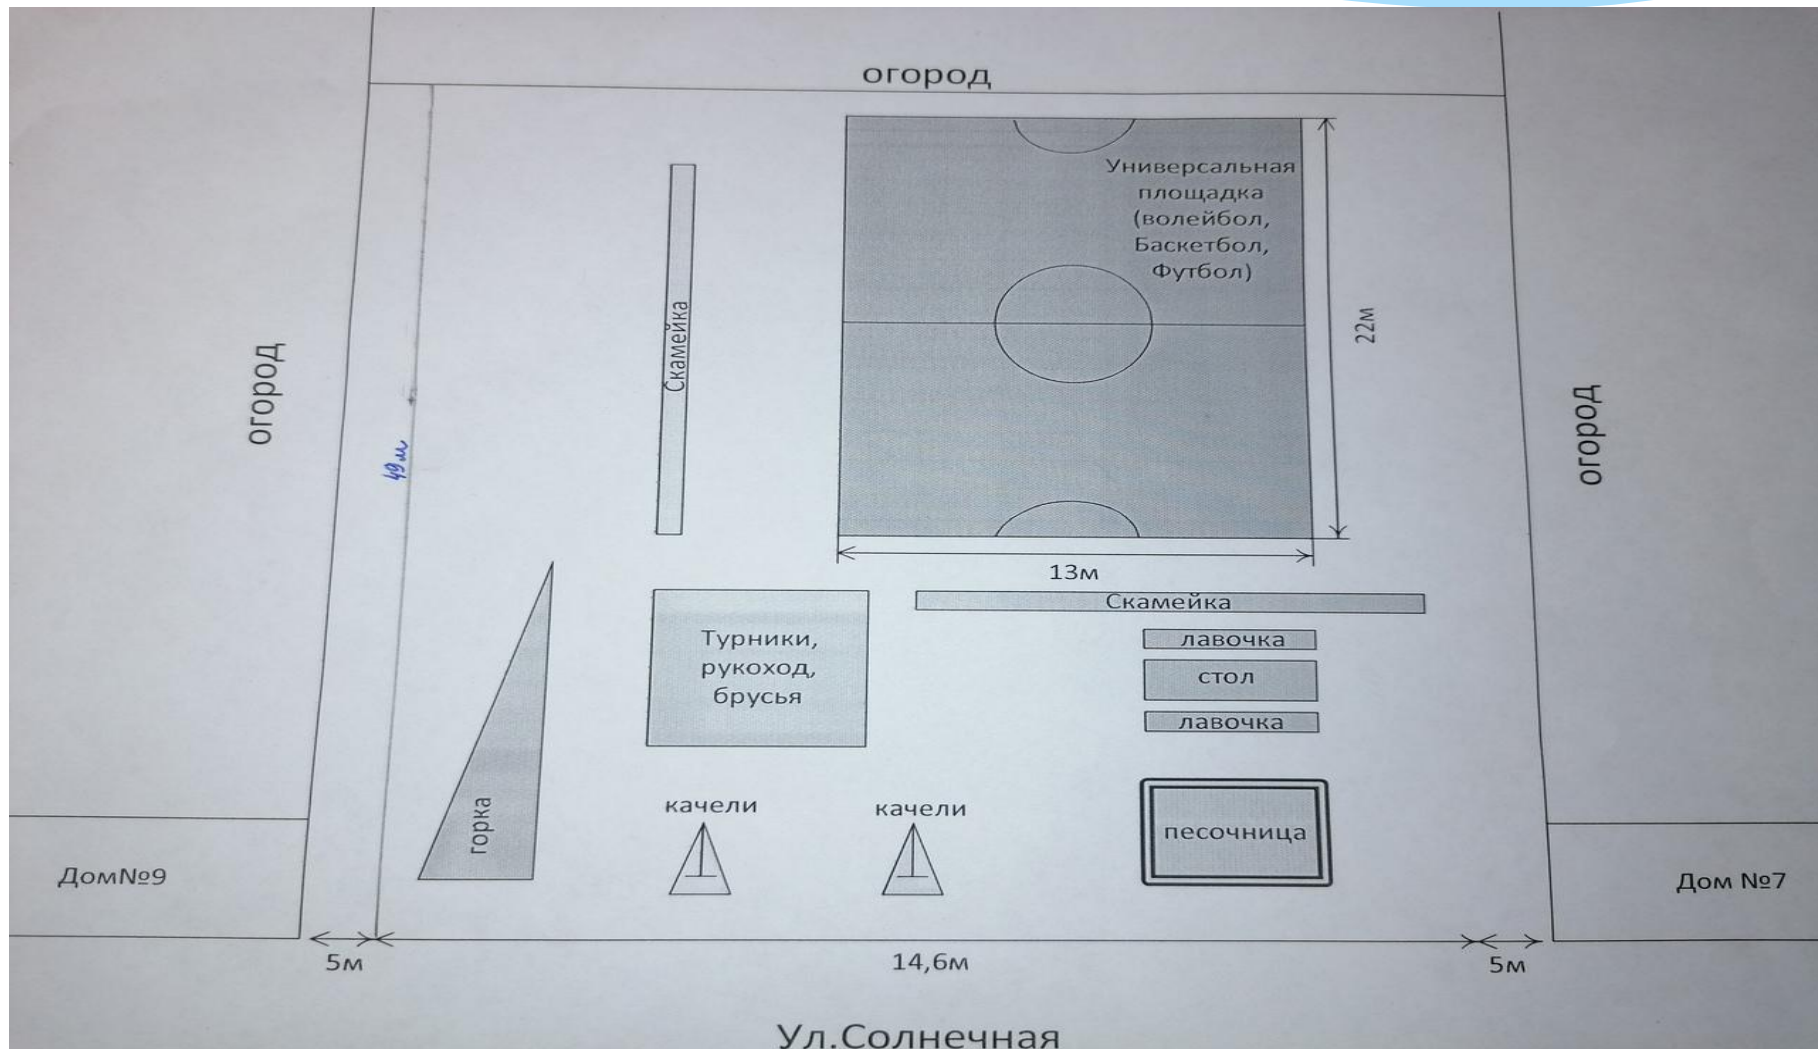 огород
Универсальная
площадка
(волейбол,
Баскетбол,
Футбол)
Скамейка
22м
огород
огород
49м
13м
Скамейка
Турники,
рукоход,
брусья
лавочка
стол
лавочка
горка
качели
качели
песочница
Дом№9
Дом №7
5м
14,6м
5м
Ул.Солнечная